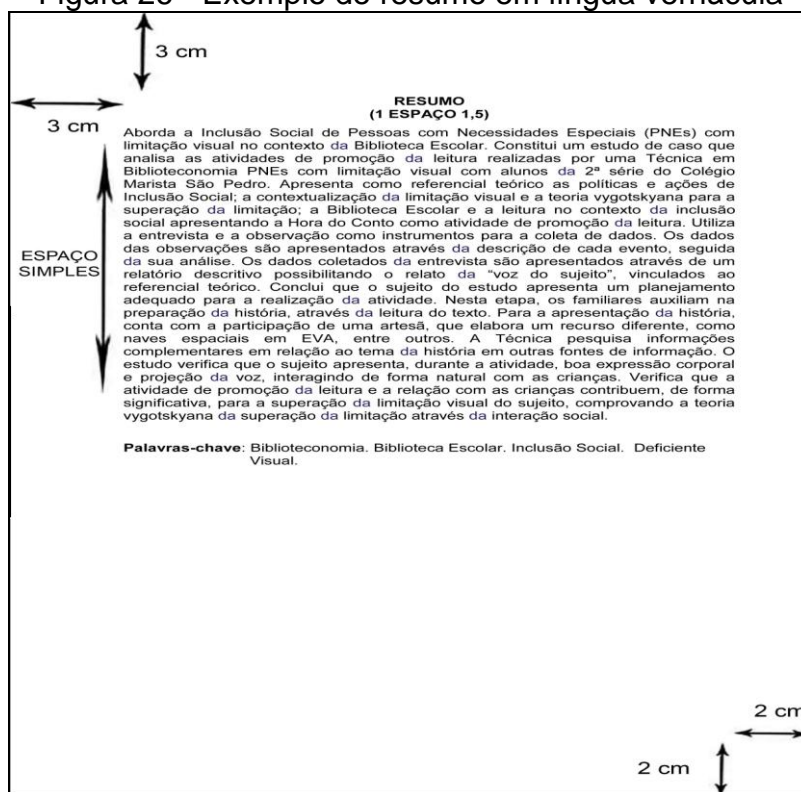 Figura 20 - Exemplo de resumo em língua vernácula
3 cm
3 cm
RESUMO
(1 ESPAÇO 1,5)
Aborda a Inclusão Social de Pessoas com Necessidades Especiais (PNEs) com
limitação visual no contexto da Biblioteca Escolar. Constitui um estudo de caso que
analisa as atividades de promoção da leitura realizadas por uma Técnica em
Biblioteconomia PNEs com limitação visual com alunos da 2ª série do Colégio
Marista São Pedro. Apresenta como referencial teórico as políticas e ações de
Inclusão Social; a contextualização da limitação visual e a teoria vygotskyana para a
superação da limitação; a Biblioteca Escolar e a leitura no contexto da inclusão
social apresentando a Hora do Conto como atividade de promoção da leitura. Utiliza
a entrevista e a observação como instrumentos para a coleta de dados. Os dados
das observações são apresentados através da descrição de cada evento, seguida
da sua análise. Os dados coletados da entrevista são apresentados através de um
relatório descritivo possibilitando o relato da “voz do sujeito”, vinculados ao
referencial teórico. Conclui que o sujeito do estudo apresenta um planejamento
adequado para a realização da atividade. Nesta etapa, os familiares auxiliam na
preparação da história, através da leitura do texto. Para a apresentação da história,
conta com a participação de uma artesã, que elabora um recurso diferente, como
naves espaciais em EVA, entre outros. A Técnica pesquisa informações
complementares em relação ao tema da história em outras fontes de informação. O
estudo verifica que o sujeito apresenta, durante a atividade, boa expressão corporal
e projeção da voz, interagindo de forma natural com as crianças. Verifica que a
atividade de promoção da leitura e a relação com as crianças contribuem, de forma
significativa, para a superação da limitação visual do sujeito, comprovando a teoria
vygotskyana da superação da limitação através da interação social.
ESPAÇO
SIMPLES
Palavras-chave: Biblioteconomia. Biblioteca Escolar. Inclusão Social. Deficiente
Visual.
2 cm
2 cm